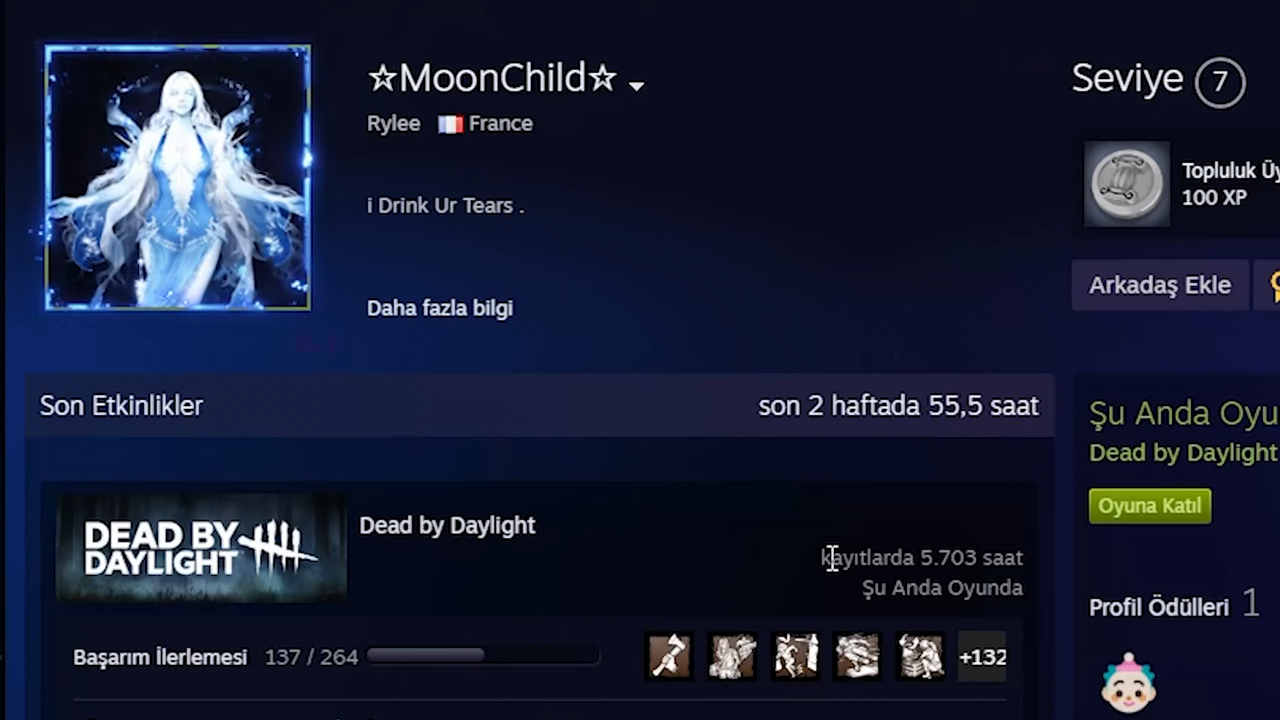 ☆MoonChild☆
Rylee France
i Drink Ur Tears .
Daha fazla bilgi
Seviye 7
Topluluk
100 XP
Arkadaş Ekle
Son Etkinlikler
son 2 haftada 55,5 saat
DEAD BY
DAYLIGHT
Dead by Daylight
kayıtlarda 5.703 saat
Şu Anda Oyunda
Başarım İlerlemesi 137 / 264
+132
Şu Anda Oyu
Dead by Daylight
Oyuna Katıl
Profil Ödülleri 1